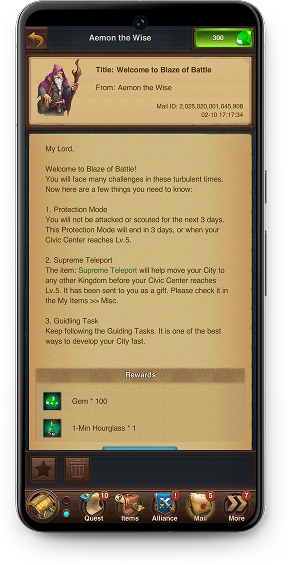 Aemon the Wise
300
Title: Welcome to Blaze of Battle
From: Aemon the Wise
Mail ID: 2,025,020,001,645,908
02-10 17:17:34
My Lord,
Welcome to Blaze of Battle!
You will face many challenges in these turbulent times.
Now here are a few things you need to know:
1. Protection Mode
You will not be attacked or scouted for the next 3 days.
This Protection Mode will end in 3 days, or when your
Civic Center reaches Lv.5.
2. Supreme Teleport
The item: Supreme Teleport will help move your City to
any other Kingdom before your Civic Center reaches
Lv.5. It has been sent to you as a gift. Please check it in
the My Items >> Misc.
3. Guidling Task
Keep following the Guiding Tasks. It is one of the best
ways to develop your City fast.
Rewards
Gem * 100
1-Min Hourglass * 1
10
!
5
7
Quest
Items
Alliance
Mail
More